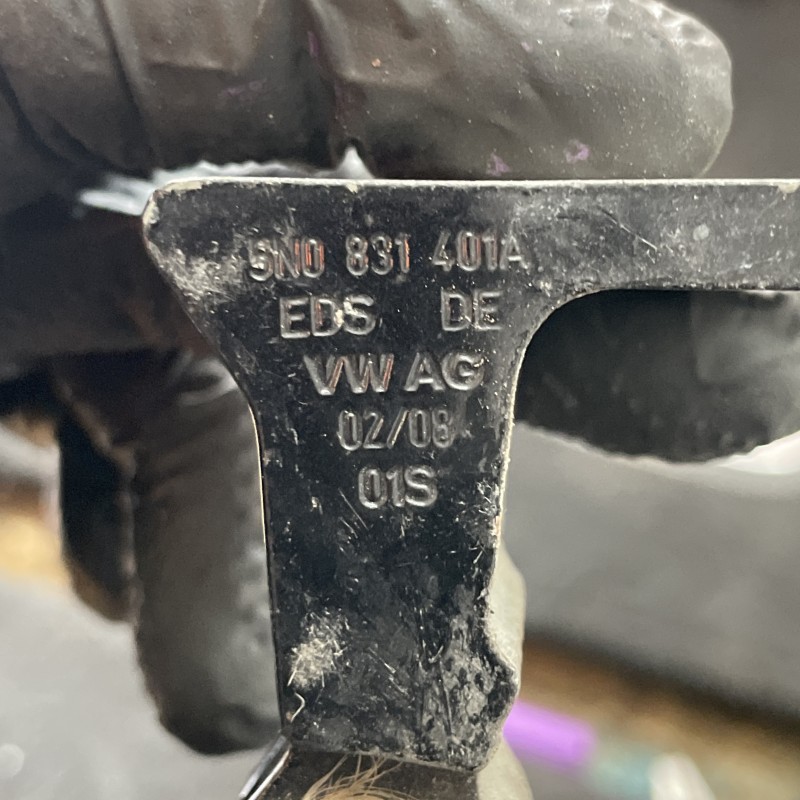 5N0 831 401A
EDS DE
VW AG
02/08
01S